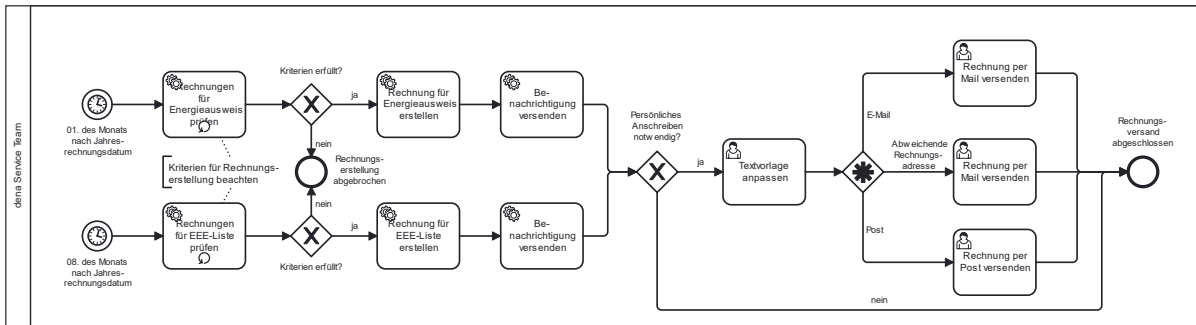 dena Service Team
01. des Monats
nach Jahres-
rechnungsdatum
Rechnungen
für
Energieausweis
prüfen
Kriterien erfüllt?
ja
nein
Rechnung für
Energieausweis
erstellen
Be-
nachrichtigung
versenden
Kriterien für Rechnungs-
erstellung beachten
Rechnungs-
erstellung
abgebrochen
08. des Monats
nach Jahres-
rechnungsdatum
Rechnungen
für EEE-Liste
prüfen
nein
Kriterien erfüllt?
ja
Rechnung für
EEE-Liste
erstellen
Be-
nachrichtigung
versenden
Persönliches
Anschreiben
notwendig?
ja
nein
Textvorlage
anpassen
E-Mail
Rechnung per
Mail versenden
Abweichende
Rechnungs-
adresse
Rechnung per
Mail versenden
Post
Rechnung per
Post versenden
Rechnungs-
versand
abgeschlossen